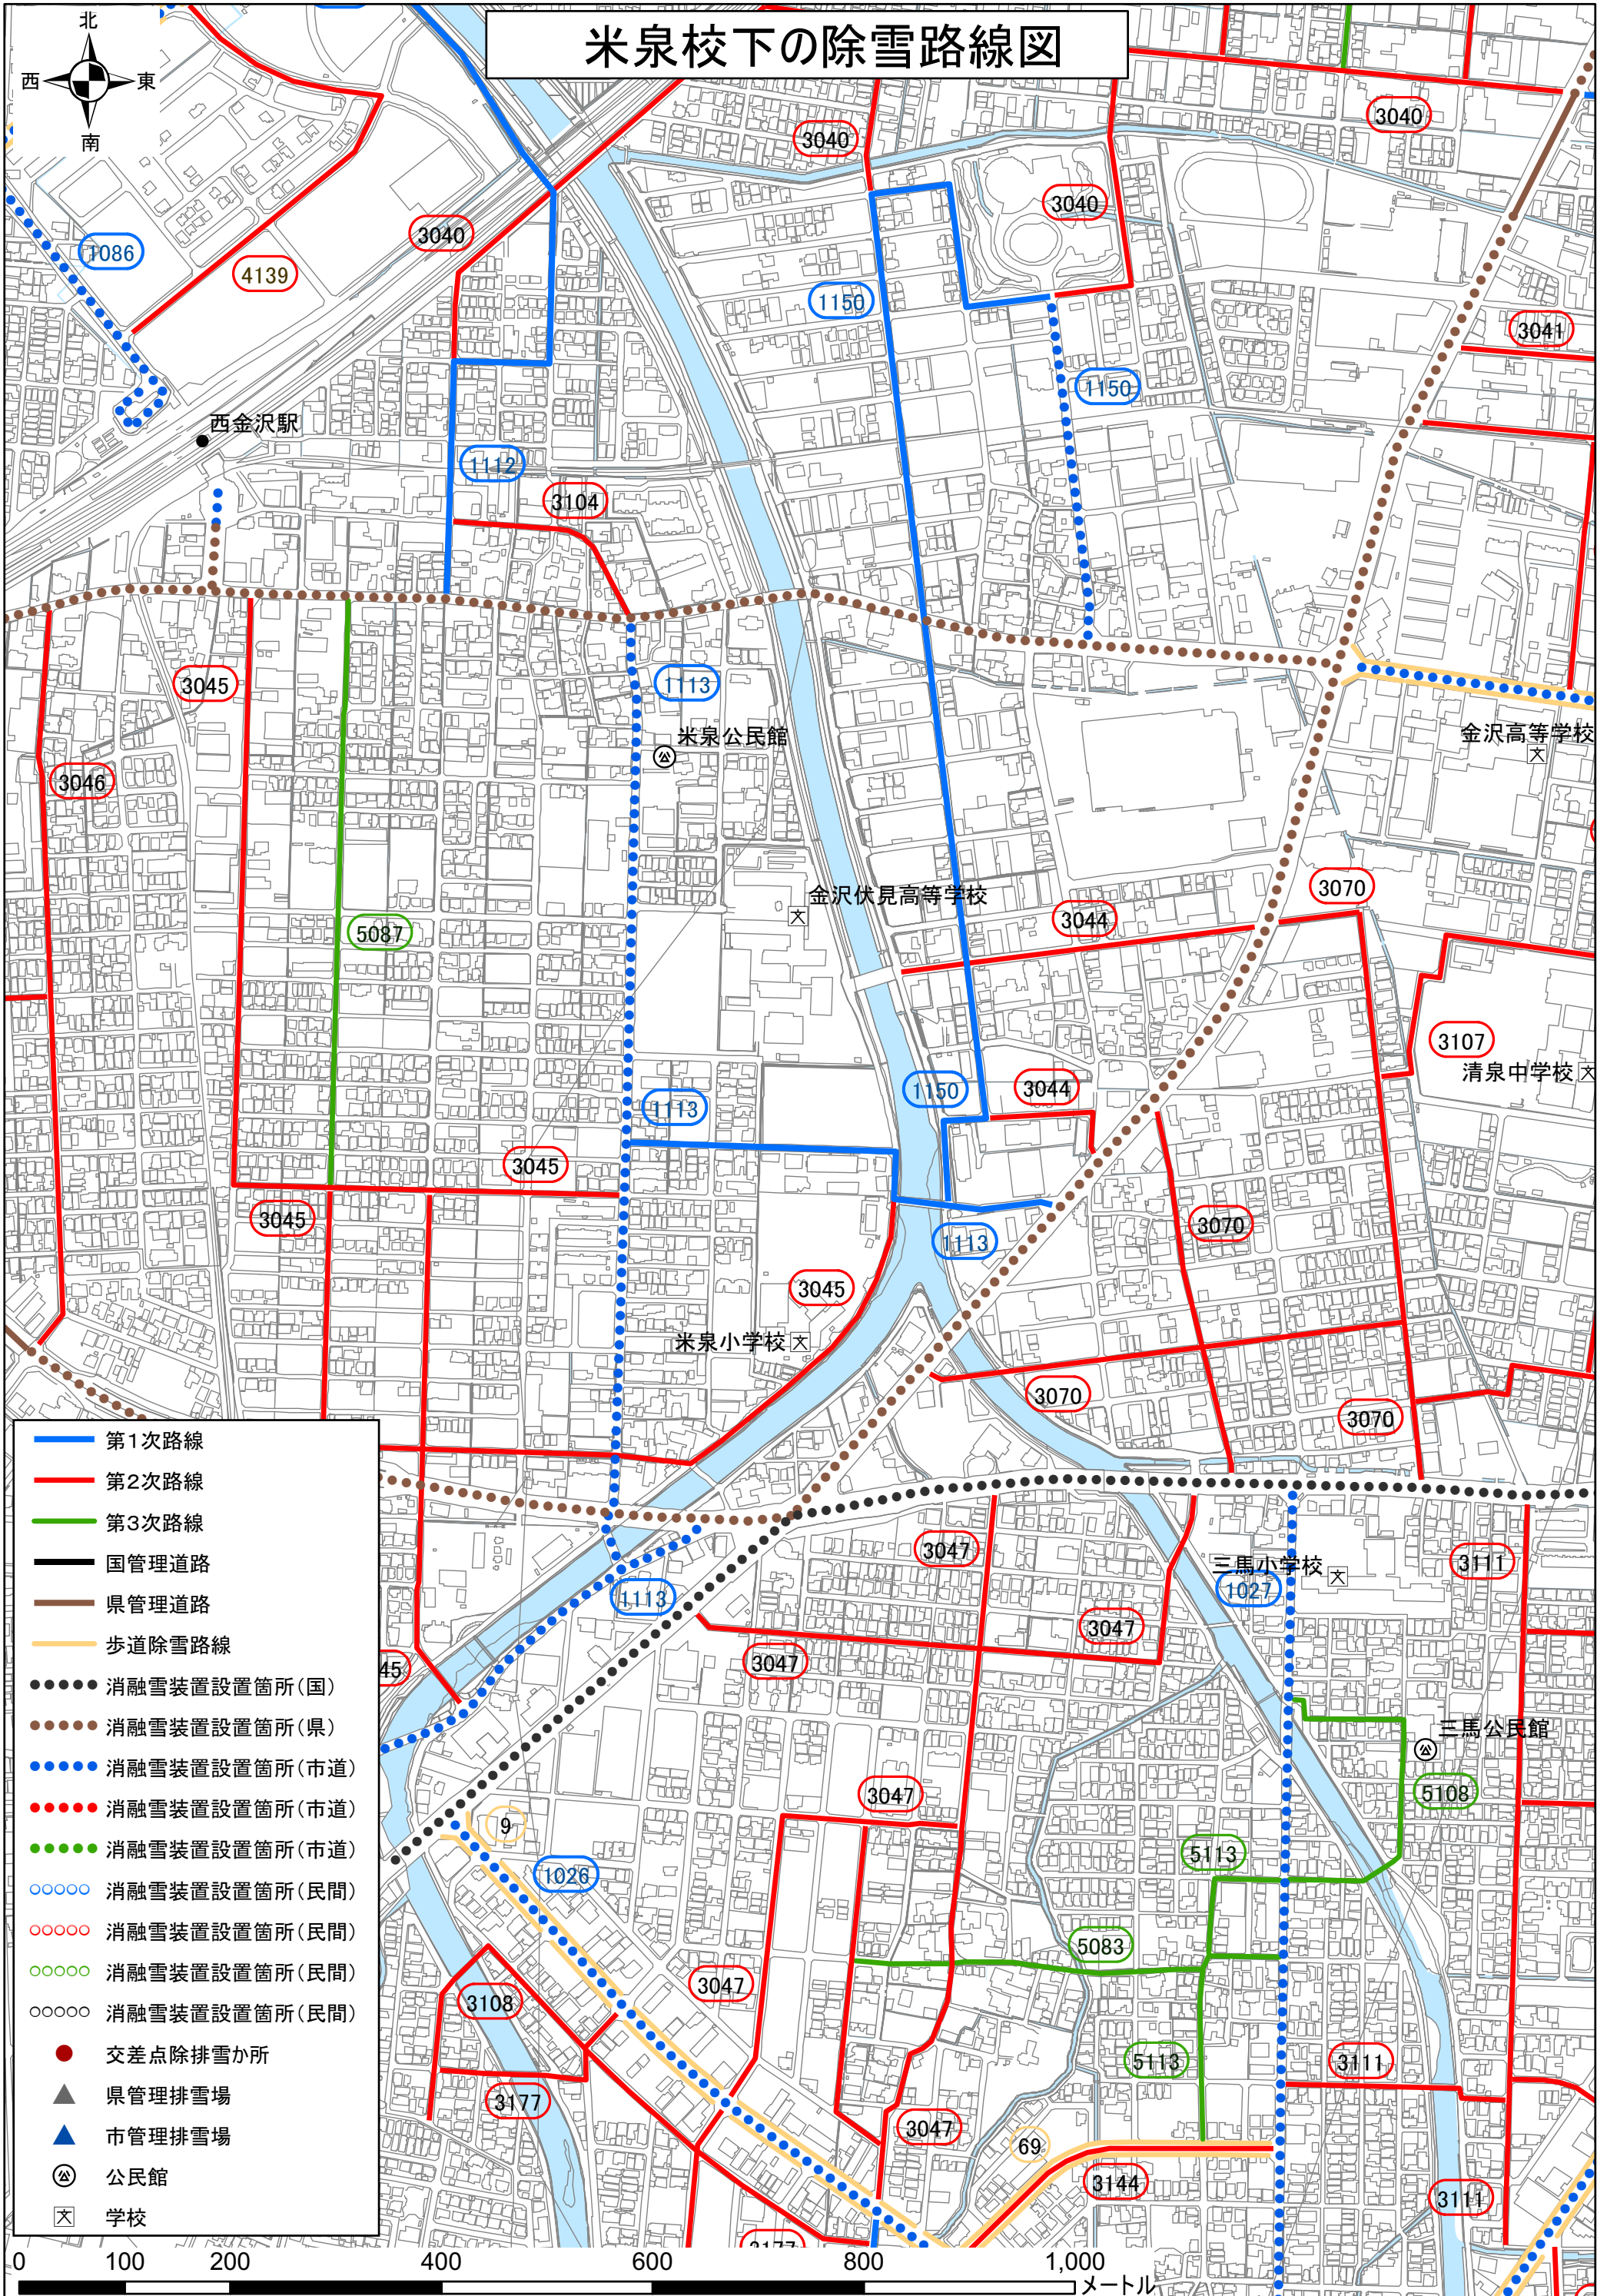 米泉校下の除雪路線図
北
西
東
南
3040
3040
3040
3040
1086
4139
1150
3041
1150
西金沢駅
1112
3104
3045
1113
米泉公民館
金沢高等学校
3046
金沢伏見高等学校
3070
3044
5087
3107
清泉中学校
1150
3044
1113
3045
3045
3070
1113
3045
米泉小学校
3070
3070
第1次路線
第2次路線
第3次路線
国管理道路
県管理道路
歩道除雪路線
消融雪装置設置箇所(国)
消融雪装置設置箇所(県)
消融雪装置設置箇所(市道)
消融雪装置設置箇所(市道)
消融雪装置設置箇所(市道)
消融雪装置設置箇所(民間)
消融雪装置設置箇所(民間)
消融雪装置設置箇所(民間)
消融雪装置設置箇所(民間)
交差点除排雪か所
県管理排雪場
市管理排雪場
公民館
文 学校
3047
三馬小学校
3111
1027
1113
3047
3047
45
三馬公民館
5108
3047
9
1026
5113
5083
3047
3108
5113
3111
3177
3047
69
3144
3111
3177
0 100 200 400 600 800 1,000
メートル